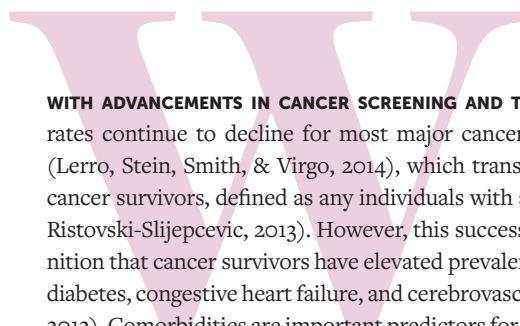 WITH ADVANCEMENTS IN CANCER SCREENING AND
rates continue to decline for most major cancer
(Lerro, Stein, Smith, & Virgo, 2014), which trans
cancer survivors, defined as any individuals with
Ristovski-Slijepcevic, 2013). However, this success
nition that cancer survivors have elevated prevale
diabetes, congestive heart failure, and cerebrovasc
2012). Comorbidities are important predictors for